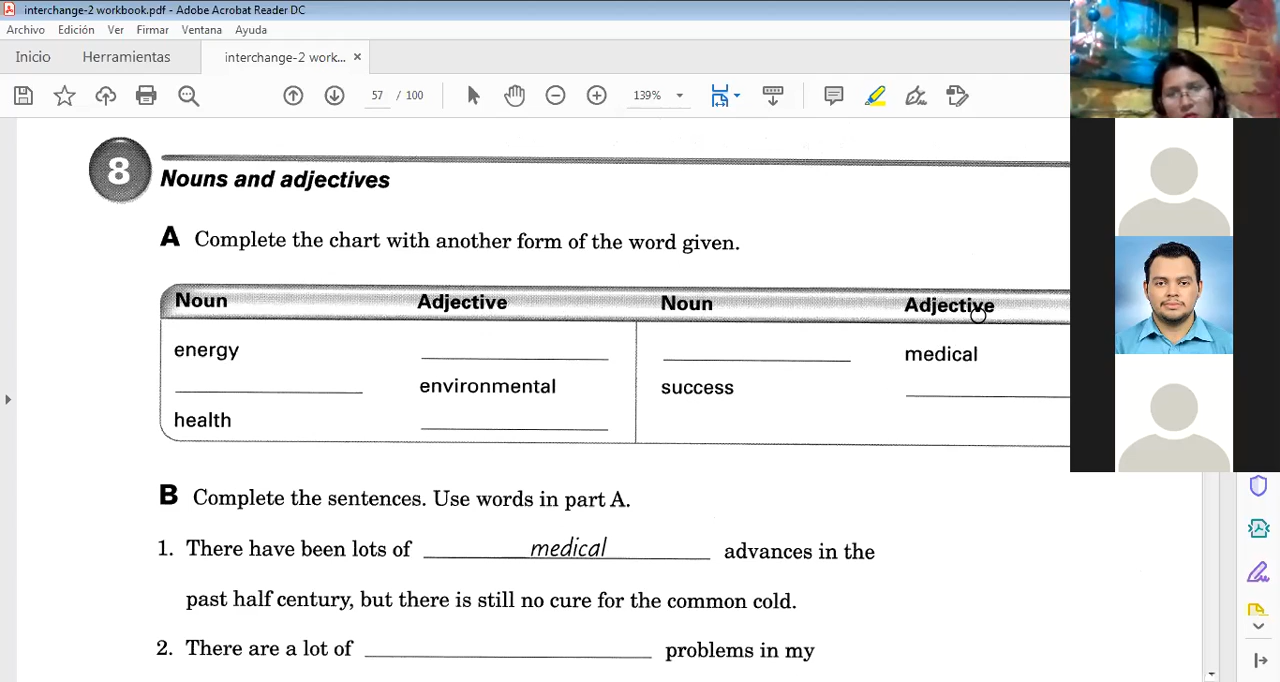 interchange-2 workbook.pdf - Adobe Acrobat Reader DC
Archivo Edición Ver Firmar Ventana Ayuda
Inicio Herramientas interchange-2 work... ×
57 / 100 139%
8
Nouns and adjectives
A Complete the chart with another form of the word given.
Noun Adjective Noun Adjective
energy medical
environmental success
health
B Complete the sentences. Use words in part A.
1. There have been lots of medical advances in the
past half century, but there is still no cure for the common cold.
2. There are a lot of problems in my